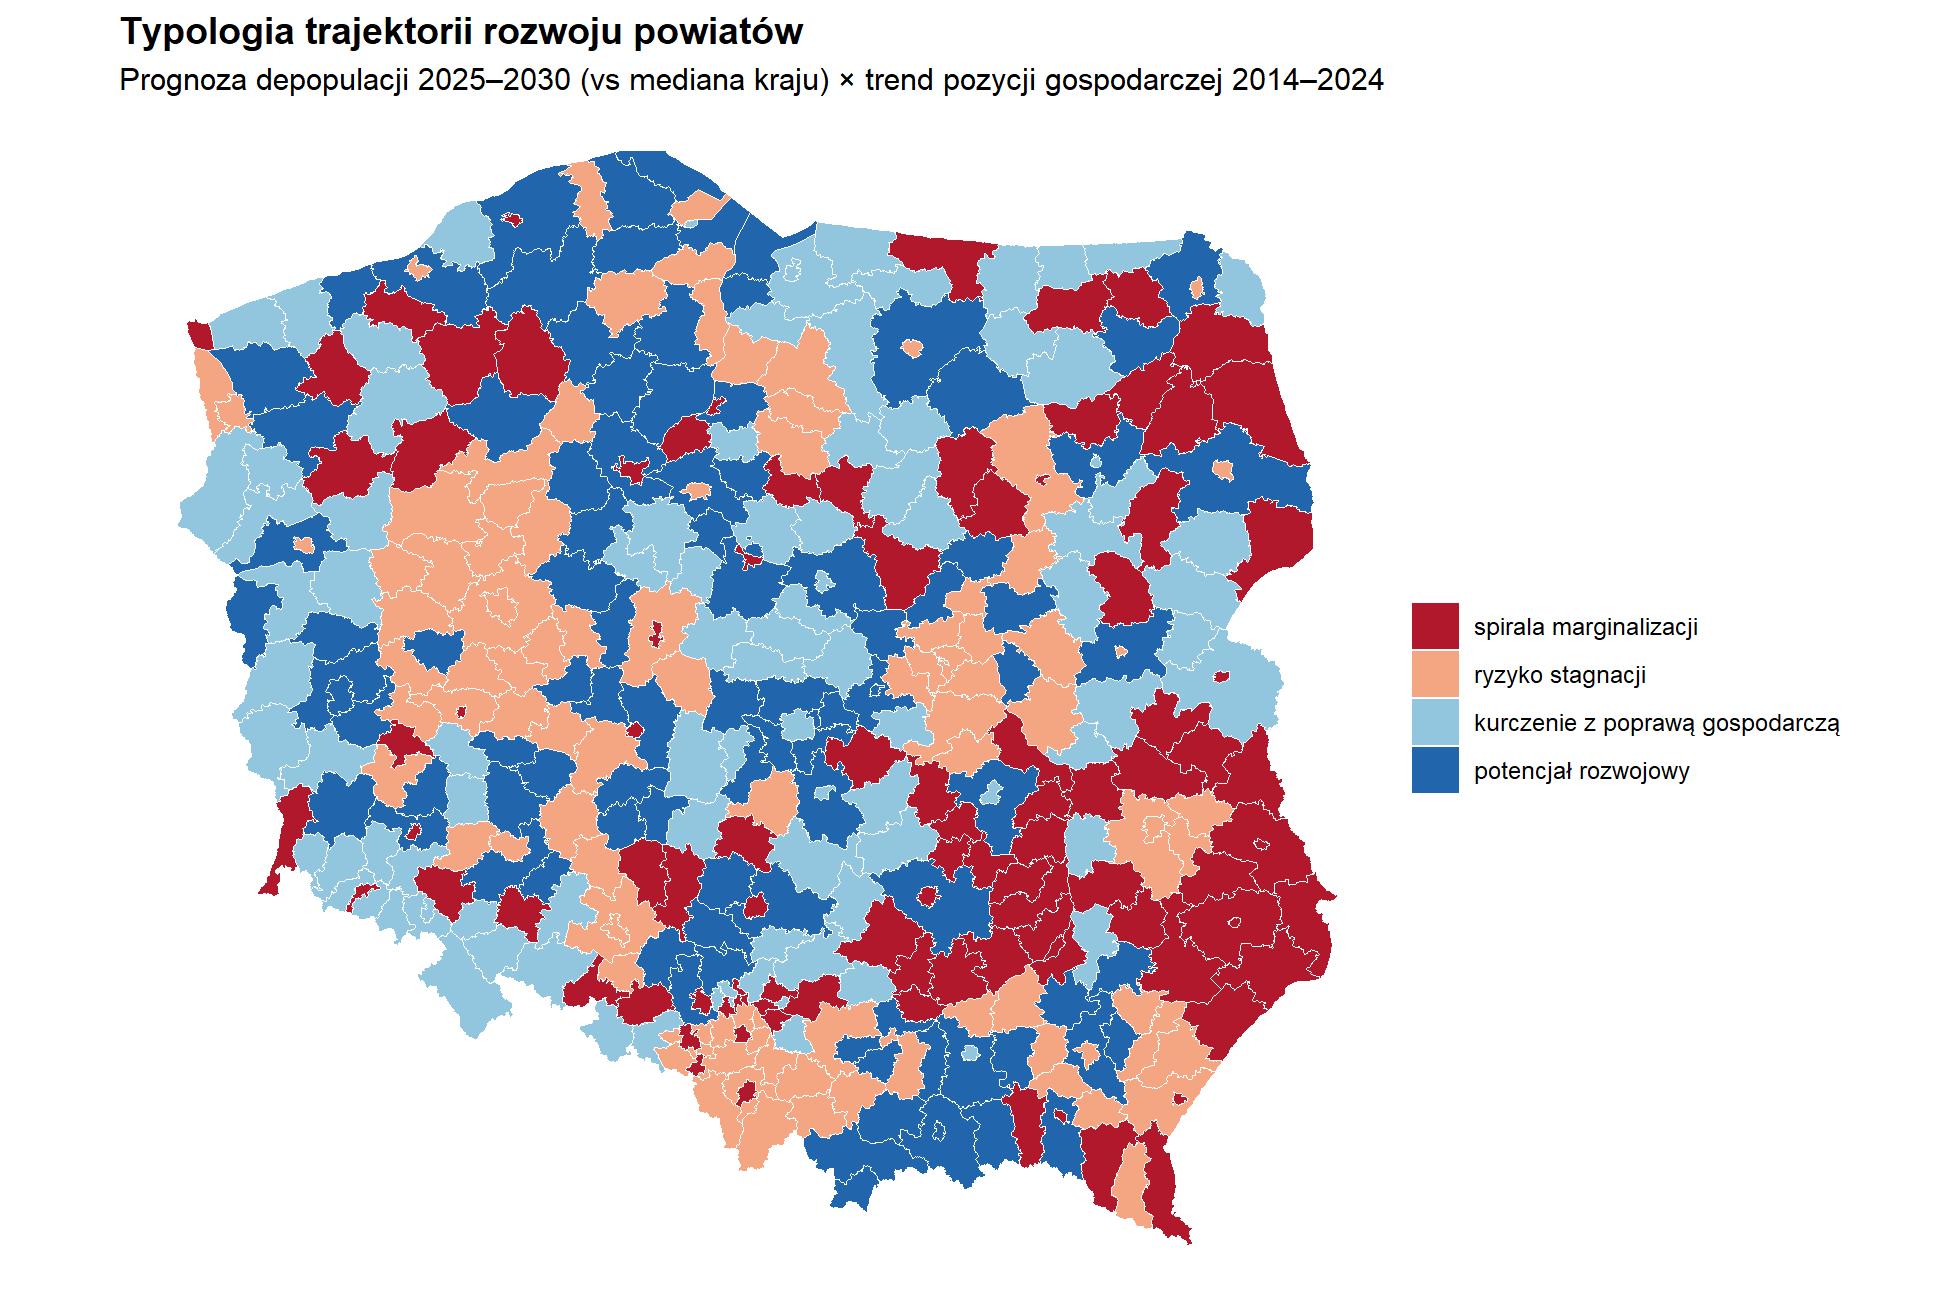 Typologia trajektorii rozwoju powiatów
Prognoza depopulacji 2025–2030 (vs mediana kraju) × trend pozycji gospodarczej 2014–2024
spirala marginalizacji
ryzyko stagnacji
kurczenie z poprawą gospodarczą
potencjał rozwojowy